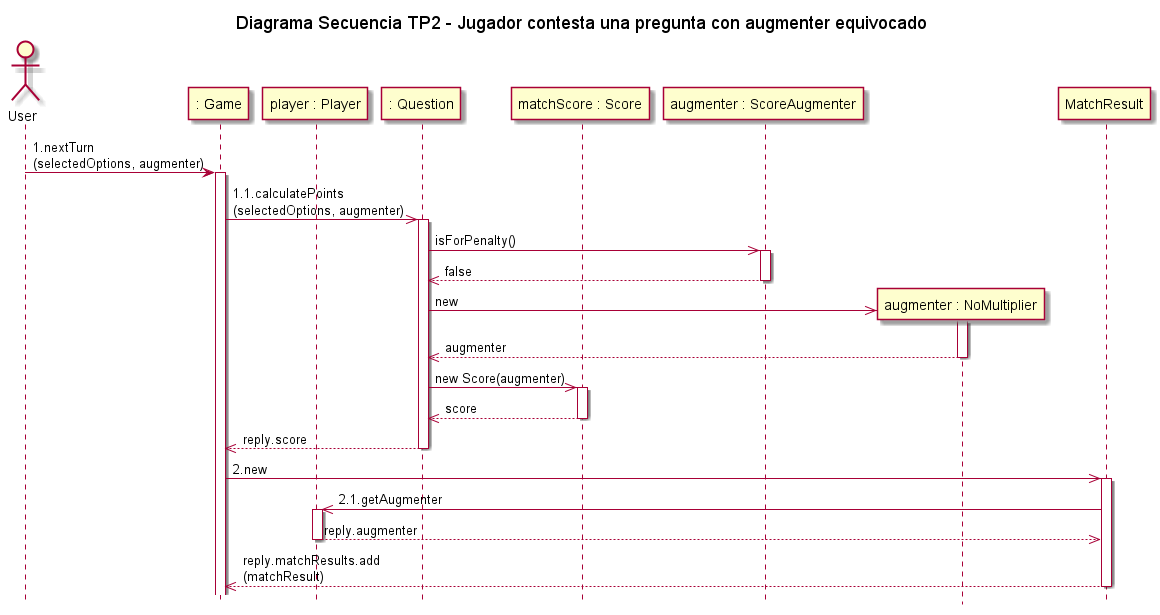 Diagrama Secuencia TP2 - Jugador contesta una pregunta con augmenter equivocado
User
: Game
player : Player
: Question
matchScore : Score
augmenter : ScoreAugmenter
MatchResult
1.nextTurn
(selectedOptions, augmenter)
1.1.calculatePoints
(selectedOptions, augmenter)
isForPenalty()
false
new
augmenter : NoMultiplier
augmenter
new Score(augmenter)
score
reply.score
2.new
2.1.getAugmenter
reply.augmenter
reply.matchResults.add
(matchResult)